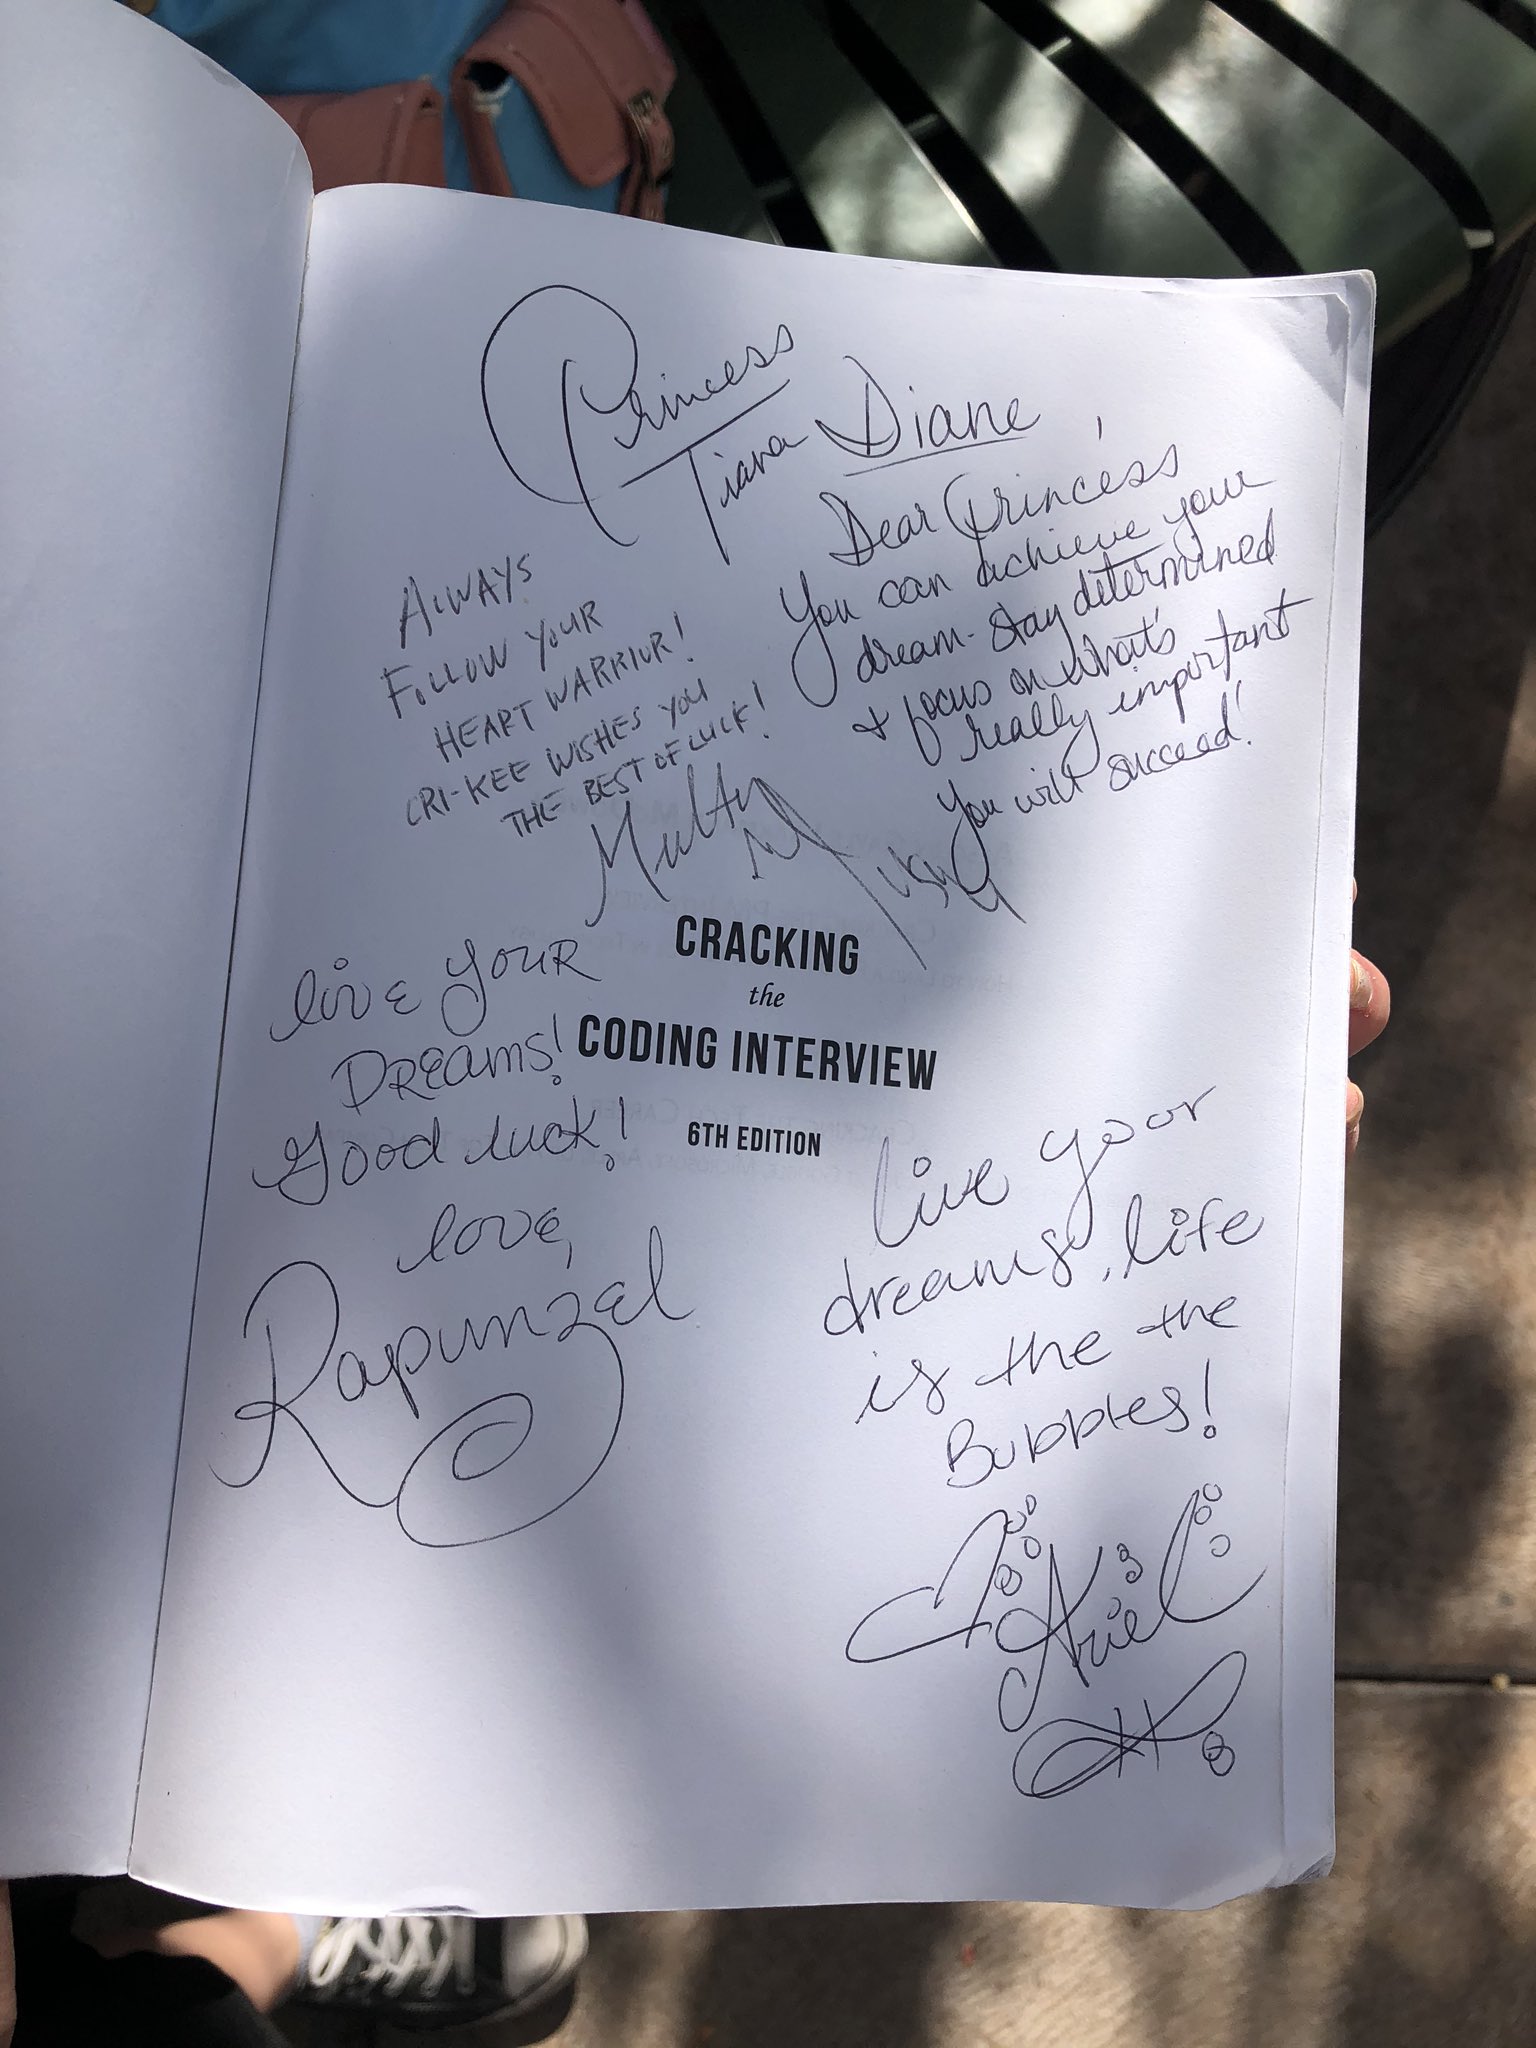 Princess
Tiana
Diane
Dear Princess
You can achieve your
dream-stay determined
& focus on what's
really important
You will succeed!
ALWAYS
FOLLOW YOUR
HEART WARRIOR!
CRI-KEE WISHES YOU
THE BEST OF LUCK!
CRACKING
the
CODING INTERVIEW
6TH EDITION
live your
DREAMS!
Good luck!
love,
Rapunzel
live your
dreams, life
is the the
Bubbles!
Ariel